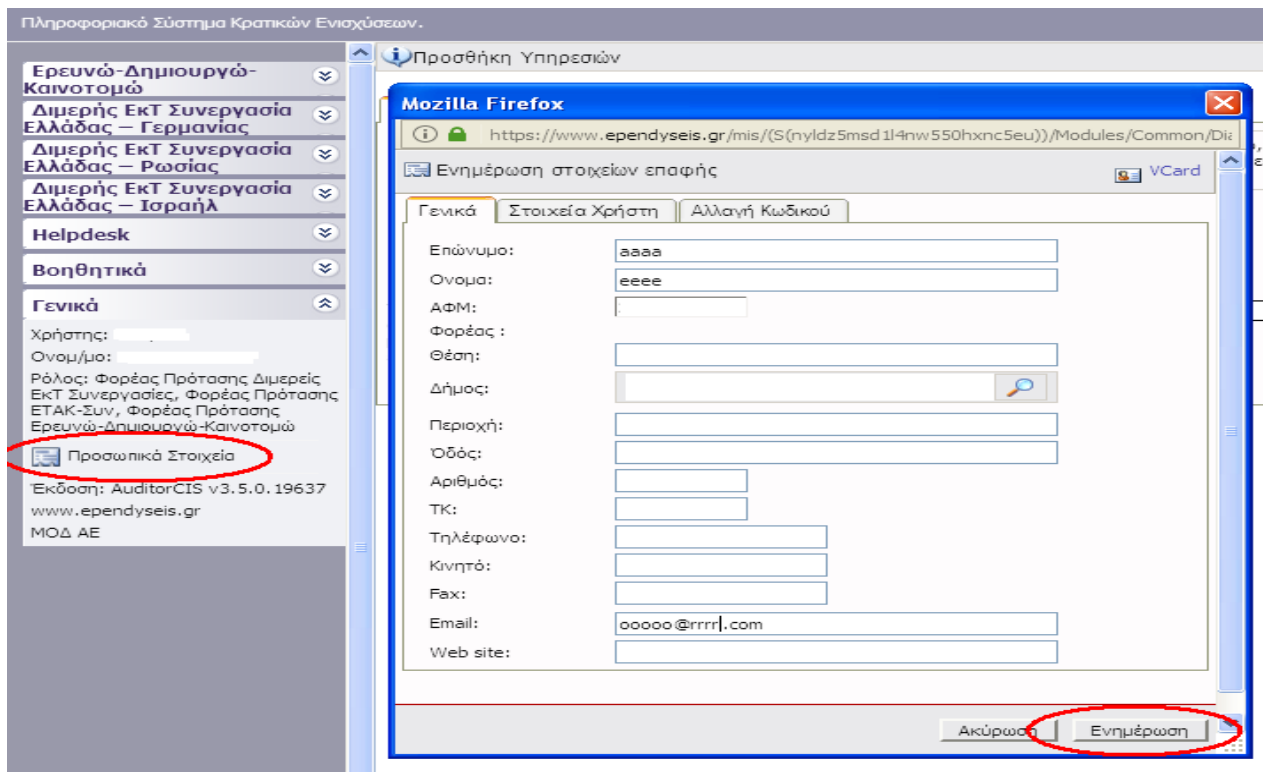 Πληροφοριακό Σύστημα Κρατικών Ενισχύσεων.
Ερευνώ-Δημιουργώ-
Καινοτομώ
Διμερής ΕκΤ Συνεργασία
Ελλάδας – Γερμανίας
Διμερής ΕκΤ Συνεργασία
Ελλάδας – Ρωσίας
Διμερής ΕκΤ Συνεργασία
Ελλάδας – Ισραήλ
Helpdesk
Βοηθητικά
Γενικά
Χρήστης:
Ονομ/μο:
Ρόλος: Φορέας Πρότασης Διμερείς
ΕκΤ Συνεργασίες, Φορέας Πρότασης
ΕΤΑΚ-Συν, Φορέας Πρότασης
Ερευνώ-Δημιουργώ-Καινοτομώ
Προσωπικά Στοιχεία
Έκδοση: AuditorCIS v3.5.0.19637
www.ependyseis.gr
ΜΟΔ ΑΕ
Προσθήκη Υπηρεσιών
Mozilla Firefox
https://www.ependyseis.gr/mis/(S(nyldz5msd1l4nw550hxnc5eu))/Modules/Common/Dia
Ενημέρωση στοιχείων επαφής
VCard
Γενικά Στοιχεία Χρήστη Αλλαγή Κωδικού
Επώνυμο: aaaa
Ονομα: eeee
ΑΦΜ:
Φορέας :
Θέση:
Δήμος:
Περιοχή:
Όδός:
Αριθμός:
ΤΚ:
Τηλέφωνο:
Κινητό:
Fax:
Email: ooooo@rrrr.com
Web site:
Ακύρωση Ενημέρωση